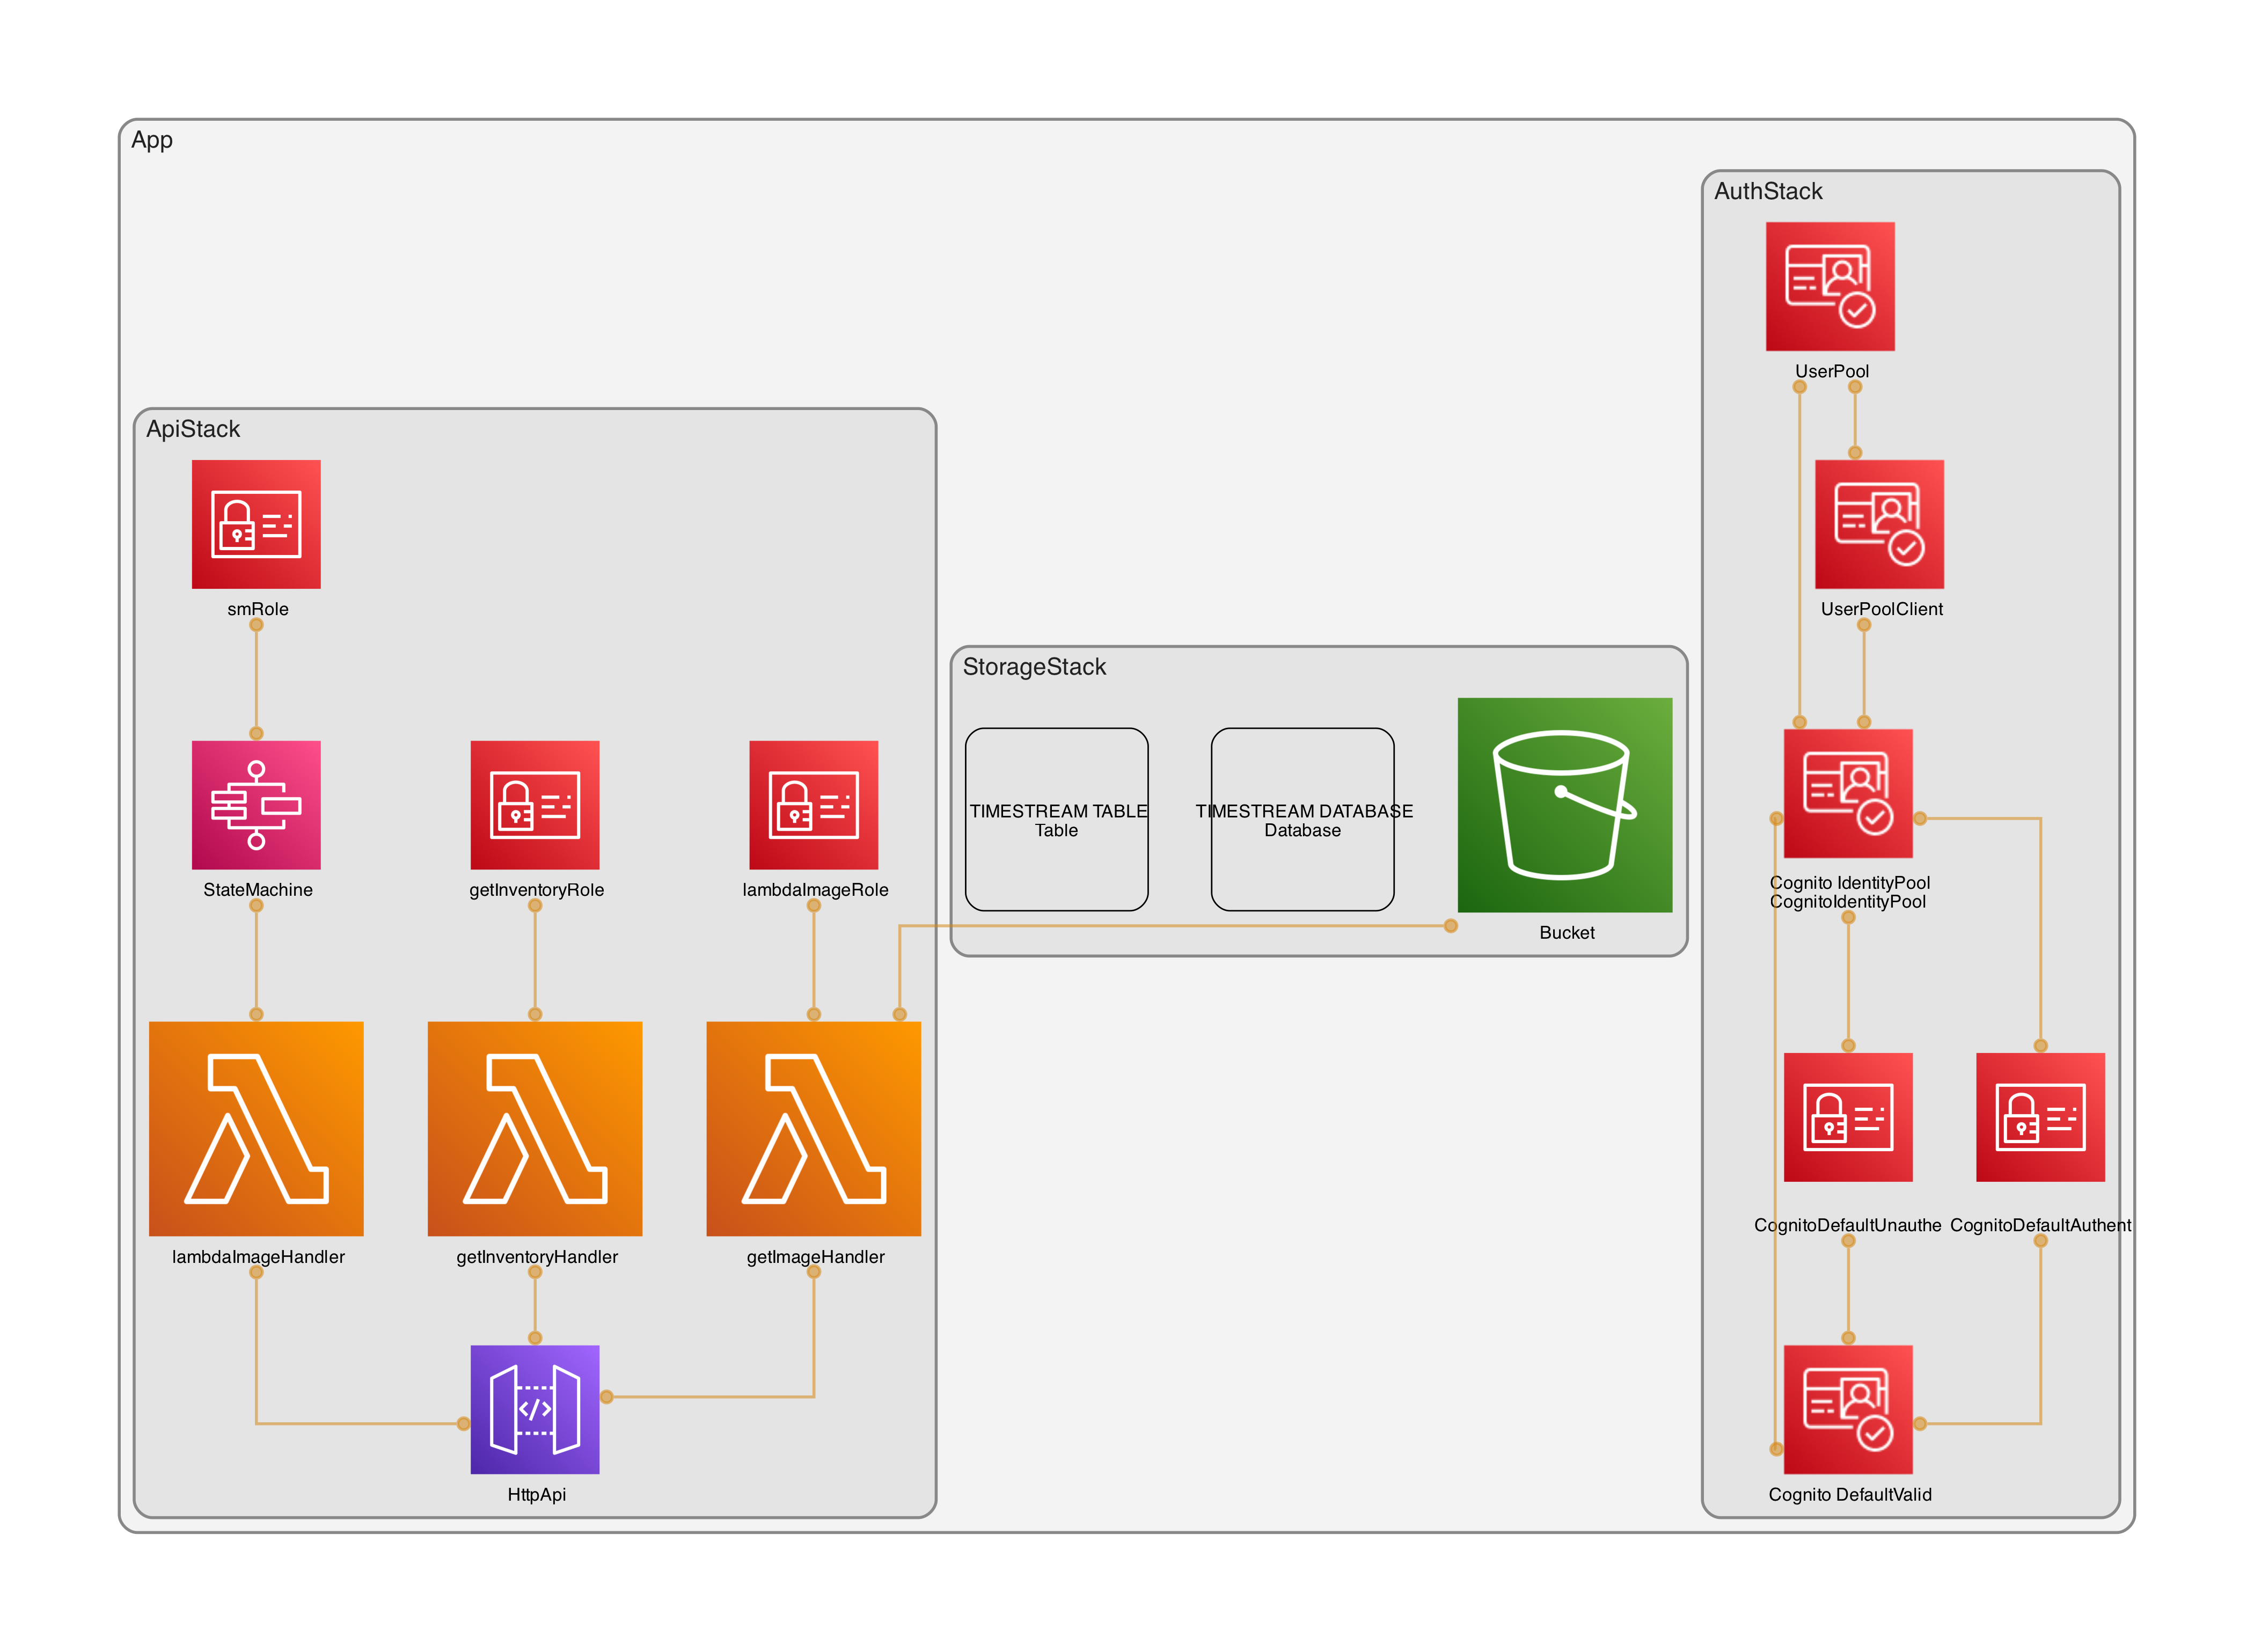 App
AuthStack
UserPool
ApiStack
UserPoolClient
smRole
StorageStack
TIMESTREAM TABLE
Table
TIMESTREAM DATABASE
Database
StateMachine
getInventoryRole
lambdaImageRole
Bucket
Cognito IdentityPool
CognitoIdentityPool
CognitoDefaultUnauthe
CognitoDefaultAuthent
lambdaImageHandler
getInventoryHandler
getImageHandler
HttpApi
Cognito DefaultValid